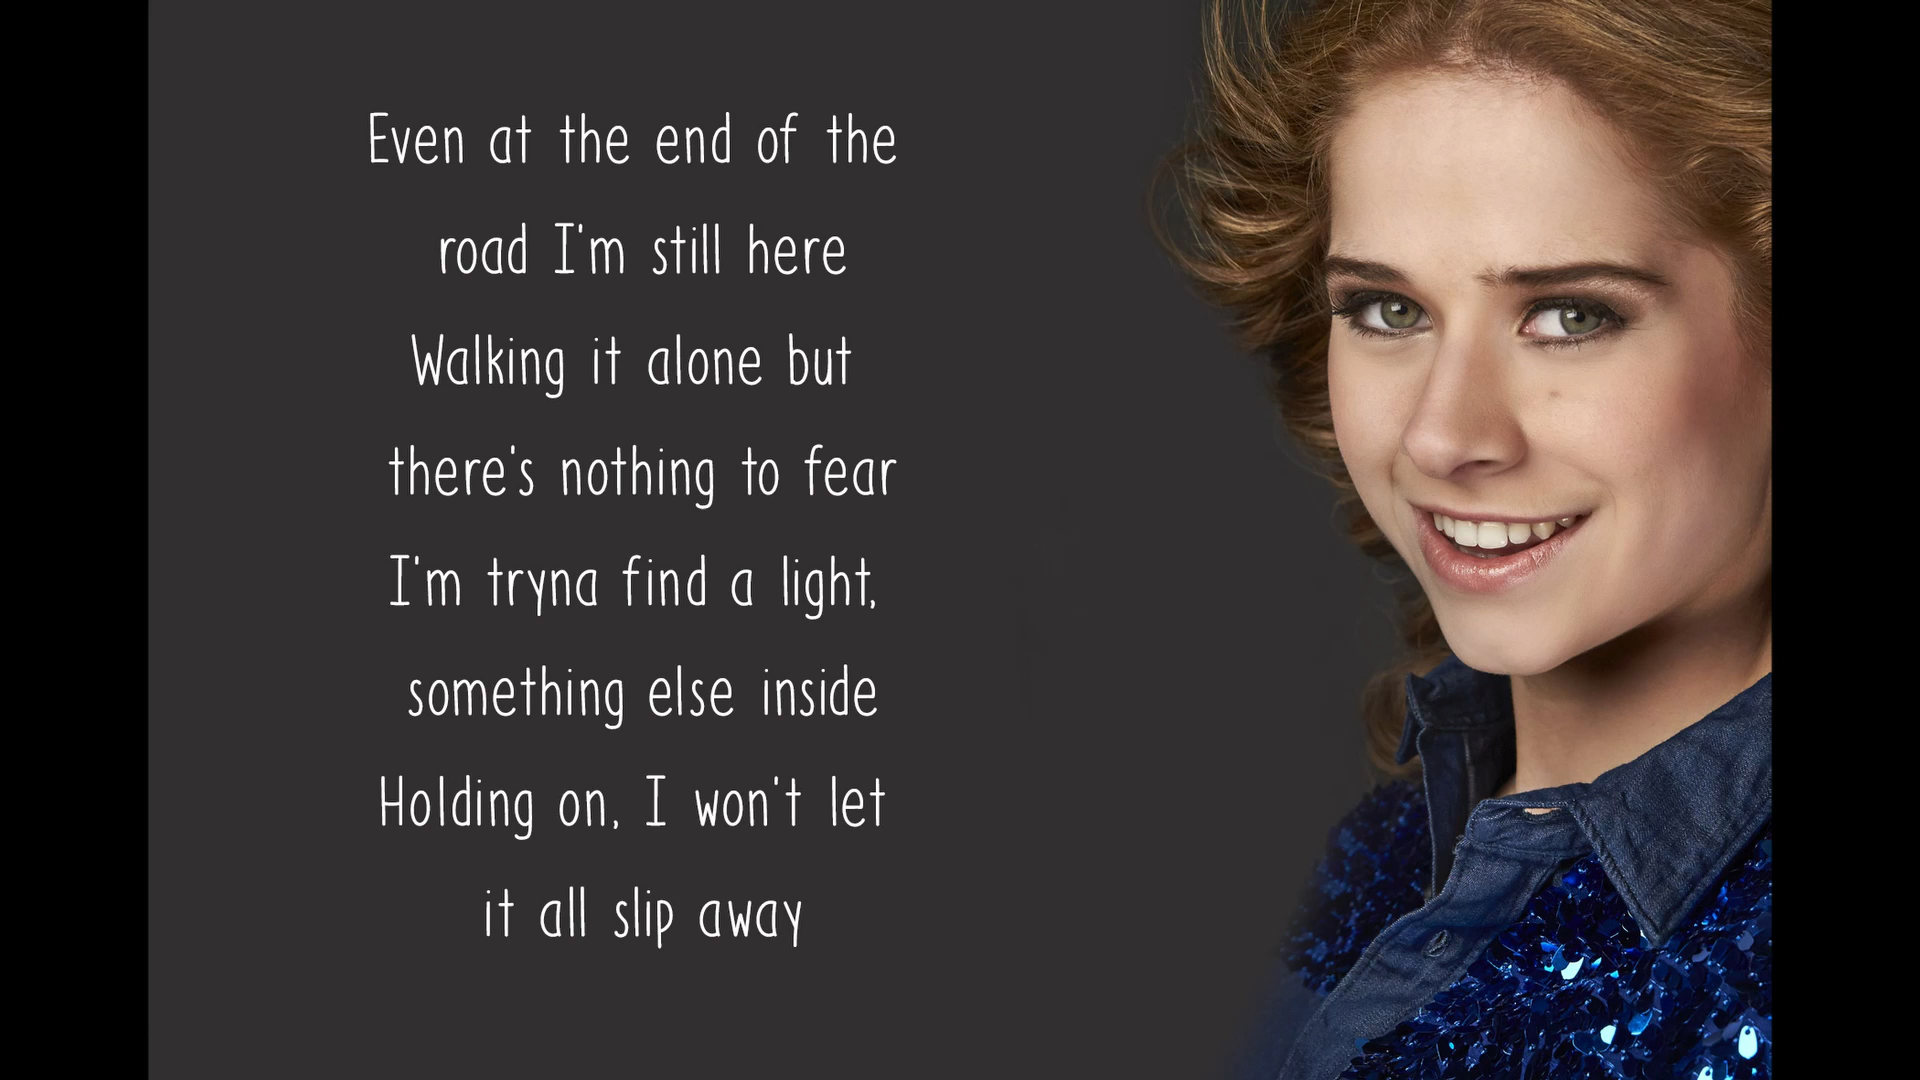 Even at the end of the
road I'm still here
Walking it alone but
there's nothing to fear
I'm tryna find a light,
something else inside
Holding on, I won't let
it all slip away